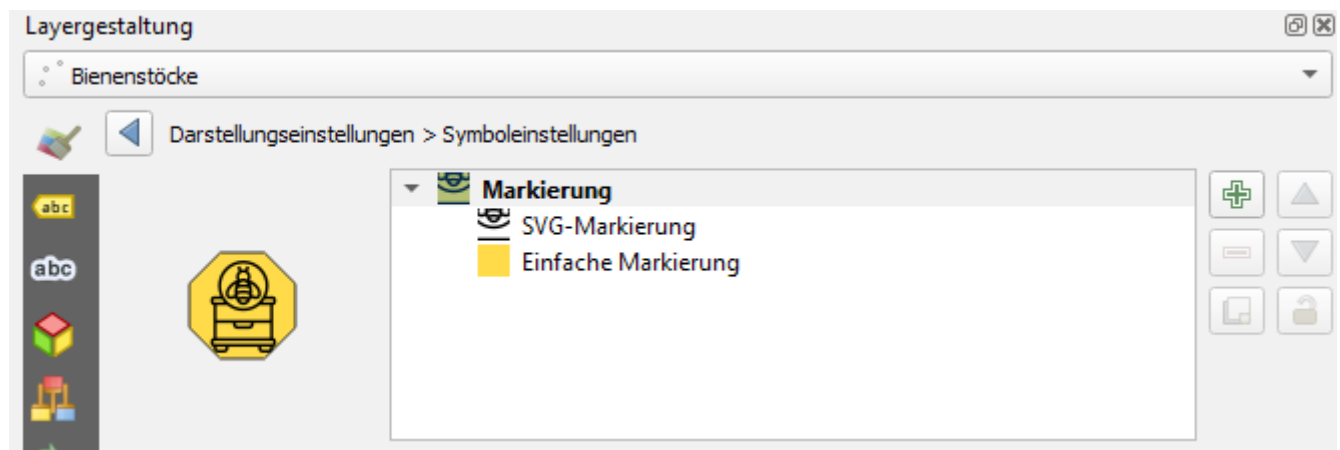 Layergestaltung
Bienenstöcke
Darstellungseinstellungen > Symboleinstellungen
abc
Markierung
SVG-Markierung
abc
Einfache Markierung